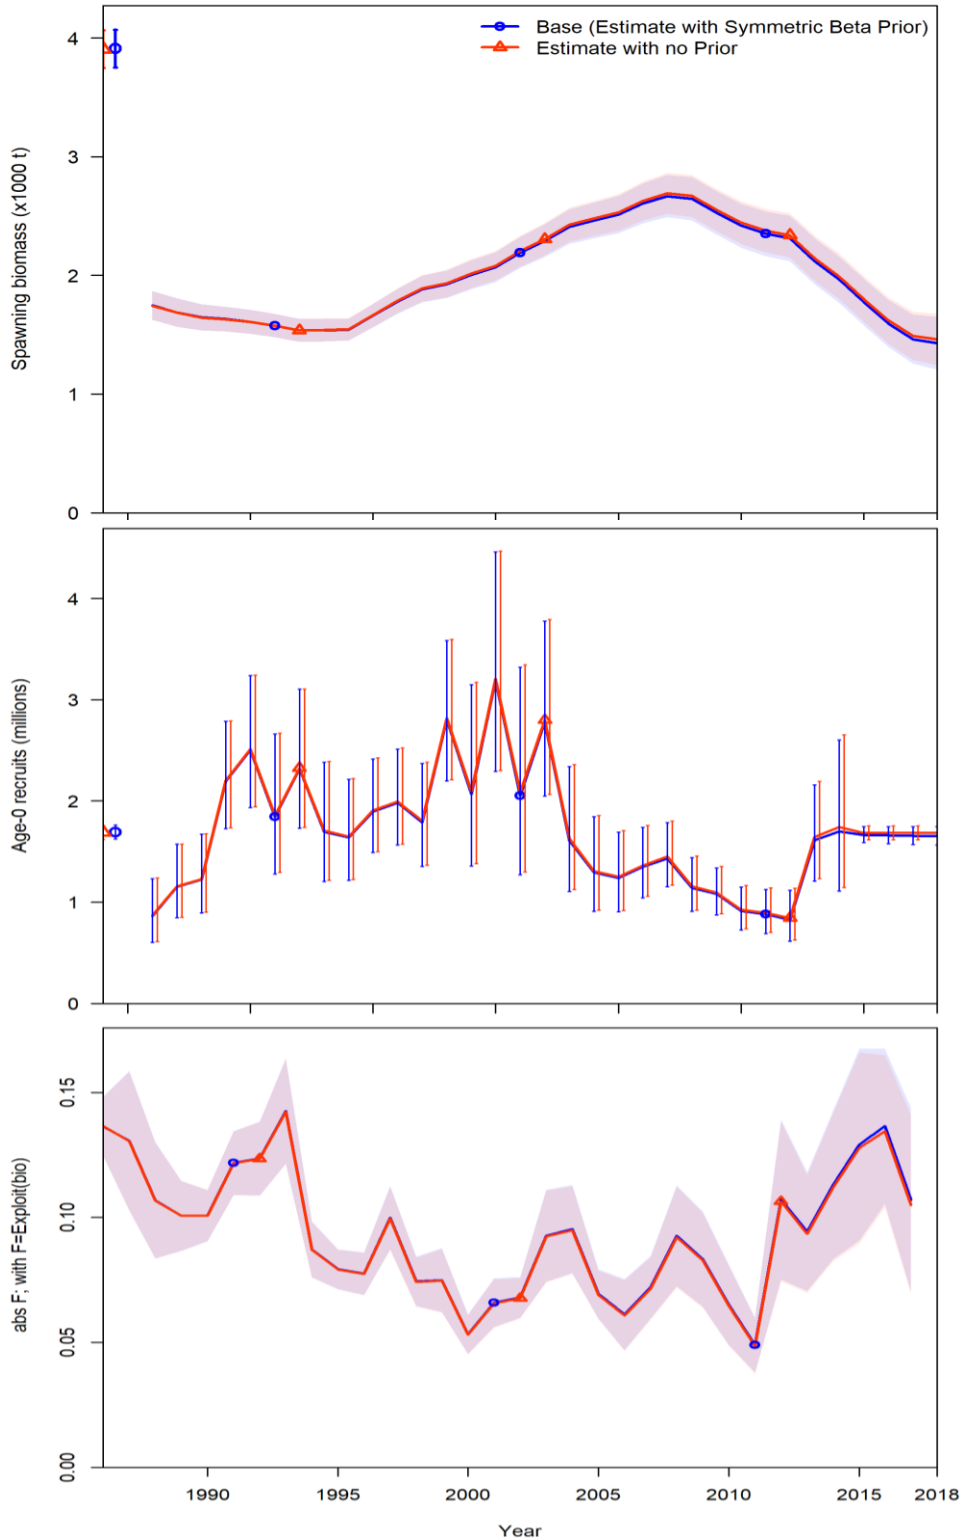 Base (Estimate with Symmetric Beta Prior)
Estimate with no Prior
Spawning biomass (x1000 t)
4
3
2
1
0
Age-0 recruits (millions)
4
3
2
1
0
abs F; with F=Exploit(bio)
0.15
0.10
0.05
0.00
1990 1995 2000 2005 2010 2015 2018
Year